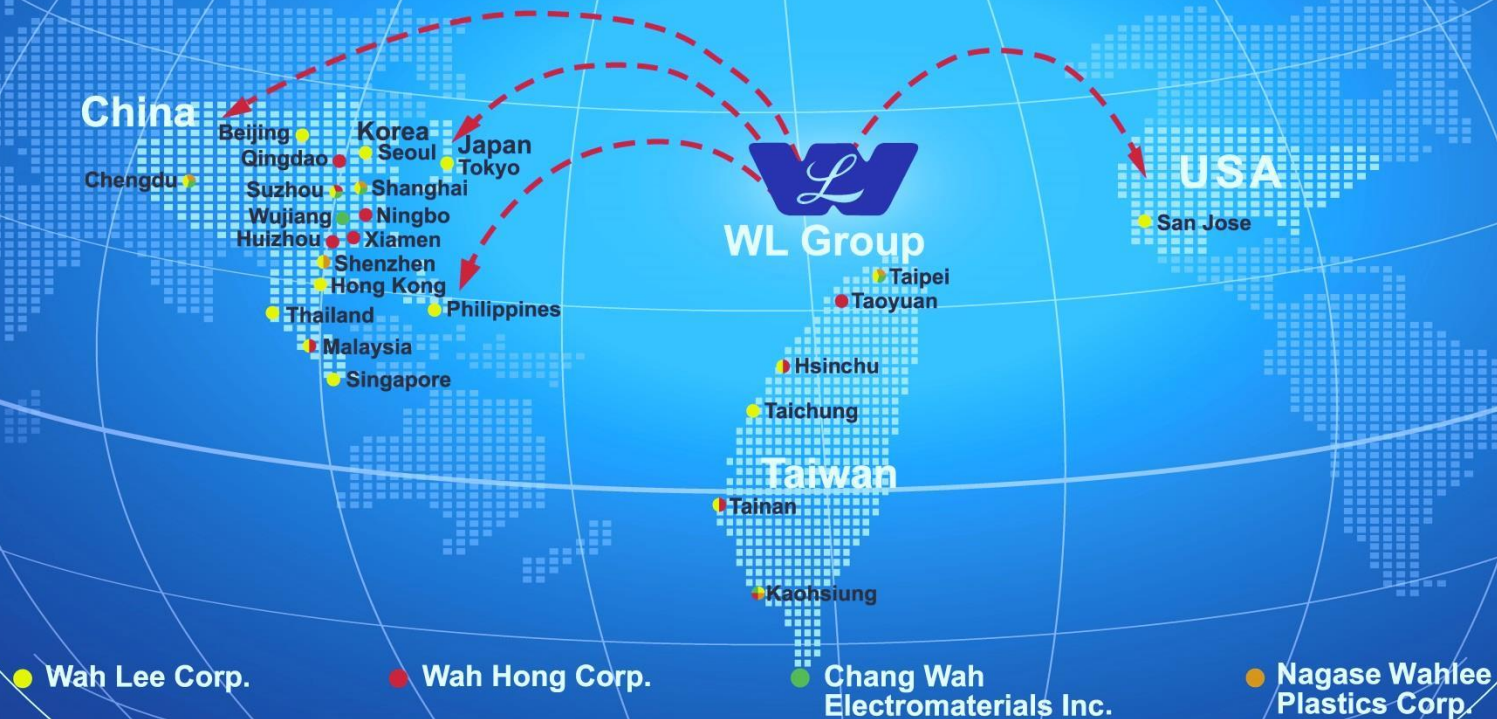 China
Beijing
Qingdao
Chengdu
Suzhou
Wujiang
Huizhou
Korea
Seoul
Japan
Tokyo
Shanghai
Ningbo
Xiamen
Shenzhen
Hong Kong
Thailand
Philippines
Malaysia
Singapore
WL
WL Group
Taipei
Taoyuan
Hsinchu
Taichung
Taiwan
Tainan
Kaohsiung
USA
San Jose
Wah Lee Corp.
Wah Hong Corp.
Chang Wah
Electromaterials Inc.
Nagase Wahlee
Plastics Corp.